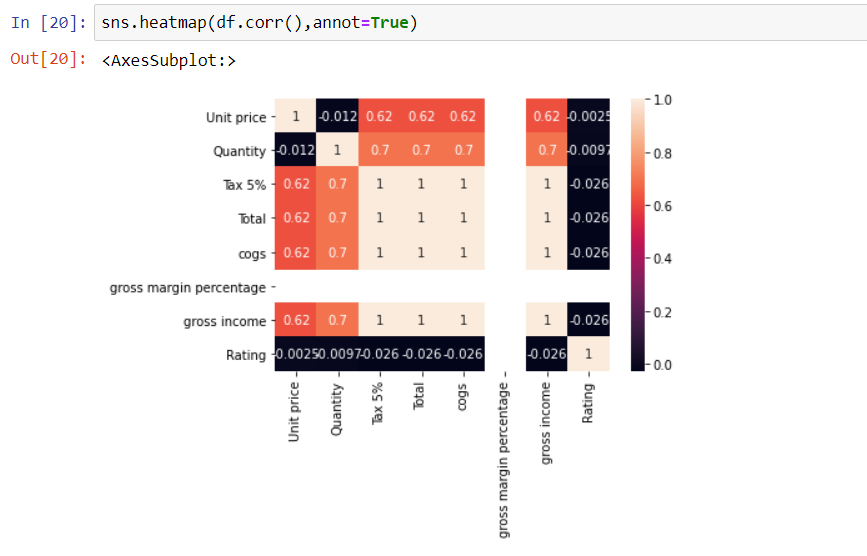 In [20]: sns.heatmap(df.corr(),annot=True)
Out[20]: <AxesSubplot:>
Unit price 1 -0.012 0.62 0.62 0.62 0.62 -0.0025
Quantity -0.012 1 0.7 0.7 0.7 0.7 -0.0097
Tax 5% 0.62 0.7 1 1 1 1 -0.026
Total 0.62 0.7 1 1 1 1 -0.026
cogs 0.62 0.7 1 1 1 1 -0.026
gross margin percentage
gross income 0.62 0.7 1 1 1 1 -0.026
Rating -0.0025 -0.0097 -0.026 -0.026 -0.026 -0.026 1
Unit price
Quantity
Tax 5%
Total
cogs
gross margin percentage
gross income
Rating
1.0
0.8
0.6
0.4
0.2
0.0